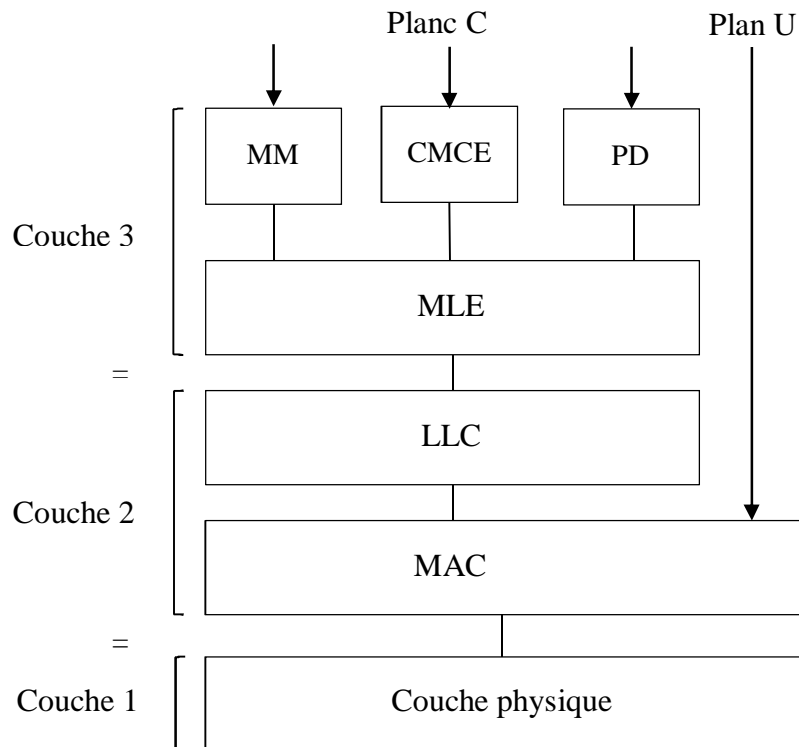 Planc C Plan U
MM CMCE PD
Couche 3
MLE
=
LLC
Couche 2
MAC
=
Couche 1 Couche physique